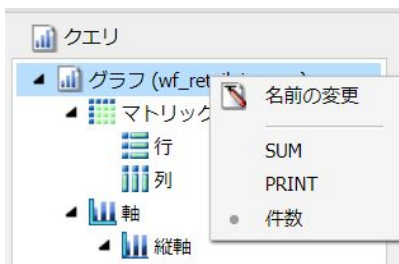 クエリ
グラフ (wf_ret
名前の変更
マトリック
行
SUM
列
PRINT
軸
件数
縦軸